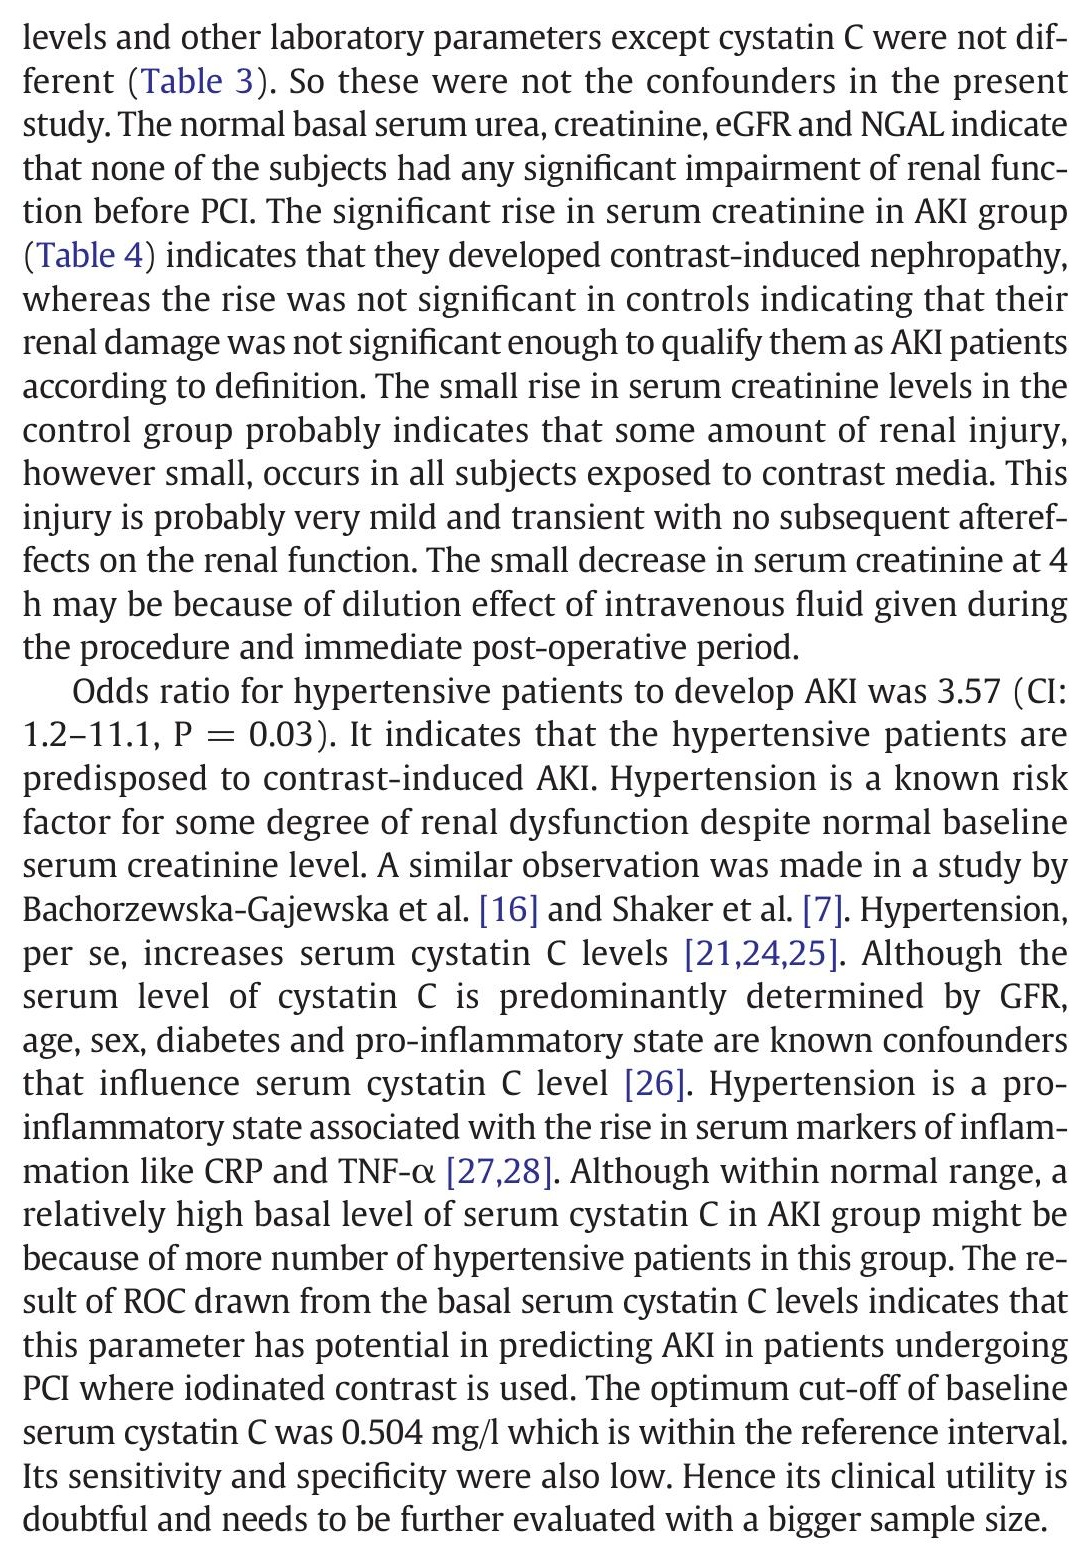 levels and other laboratory parameters except cystatin C were not dif-
ferent (Table 3). So these were not the confounders in the present
study. The normal basal serum urea, creatinine, eGFR and NGAL indicate
that none of the subjects had any significant impairment of renal func-
tion before PCI. The significant rise in serum creatinine in AKI group
(Table 4) indicates that they developed contrast-induced nephropathy,
whereas the rise was not significant in controls indicating that their
renal damage was not significant enough to qualify them as AKI patients
according to definition. The small rise in serum creatinine levels in the
control group probably indicates that some amount of renal injury,
however small, occurs in all subjects exposed to contrast media. This
injury is probably very mild and transient with no subsequent afteref-
fects on the renal function. The small decrease in serum creatinine at 4
h may be because of dilution effect of intravenous fluid given during
the procedure and immediate post-operative period.
Odds ratio for hypertensive patients to develop AKI was 3.57 (CI:
1.2–11.1, P = 0.03). It indicates that the hypertensive patients are
predisposed to contrast-induced AKI. Hypertension is a known risk
factor for some degree of renal dysfunction despite normal baseline
serum creatinine level. A similar observation was made in a study by
Bachorzewska-Gajewska et al. [16] and Shaker et al. [7]. Hypertension,
per se, increases serum cystatin C levels [21,24,25]. Although the
serum level of cystatin C is predominantly determined by GFR,
age, sex, diabetes and pro-inflammatory state are known confounders
that influence serum cystatin C level [26]. Hypertension is a pro-
inflammatory state associated with the rise in serum markers of inflam-
mation like CRP and TNF-α [27,28]. Although within normal range, a
relatively high basal level of serum cystatin C in AKI group might be
because of more number of hypertensive patients in this group. The re-
sult of ROC drawn from the basal serum cystatin C levels indicates that
this parameter has potential in predicting AKI in patients undergoing
PCI where iodinated contrast is used. The optimum cut-off of baseline
serum cystatin C was 0.504 mg/l which is within the reference interval.
Its sensitivity and specificity were also low. Hence its clinical utility is
doubtful and needs to be further evaluated with a bigger sample size.